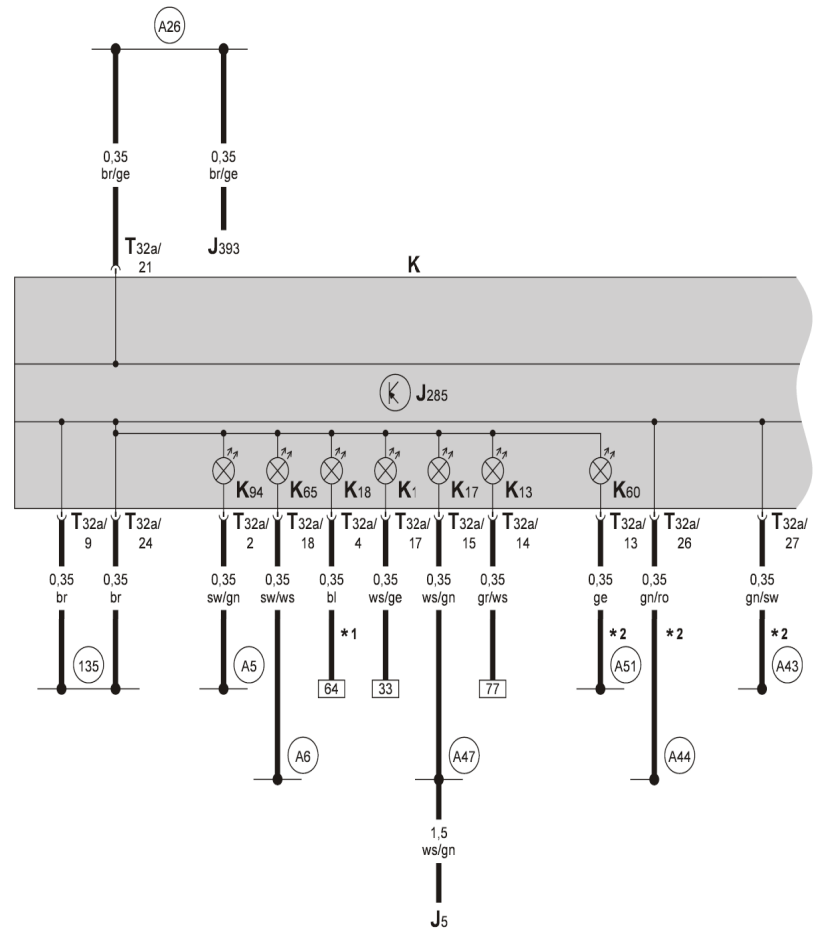 A26
0,35 0,35
br/ge br/ge
T32a/ J393
21 K
J285
K94 K65 K18 K1 K17 K13 K60
T32a/ T32a/ T32a/ T32a/ T32a/ T32a/ T32a/ T32a/ T32a/ T32a/ T32a/
9 24 2 18 4 17 15 14 13 26 27
0,35 0,35 0,35 0,35 0,35 0,35 0,35 0,35 0,35 0,35 0,35
br br sw/gn sw/ws bl ws/ge ws/gn gr/ws ge gn/ro gn/sw
*1 *2 *2 *2
135 A5 64 33 77 A51 A43
A6 A47 A44
1,5
ws/gn
J5